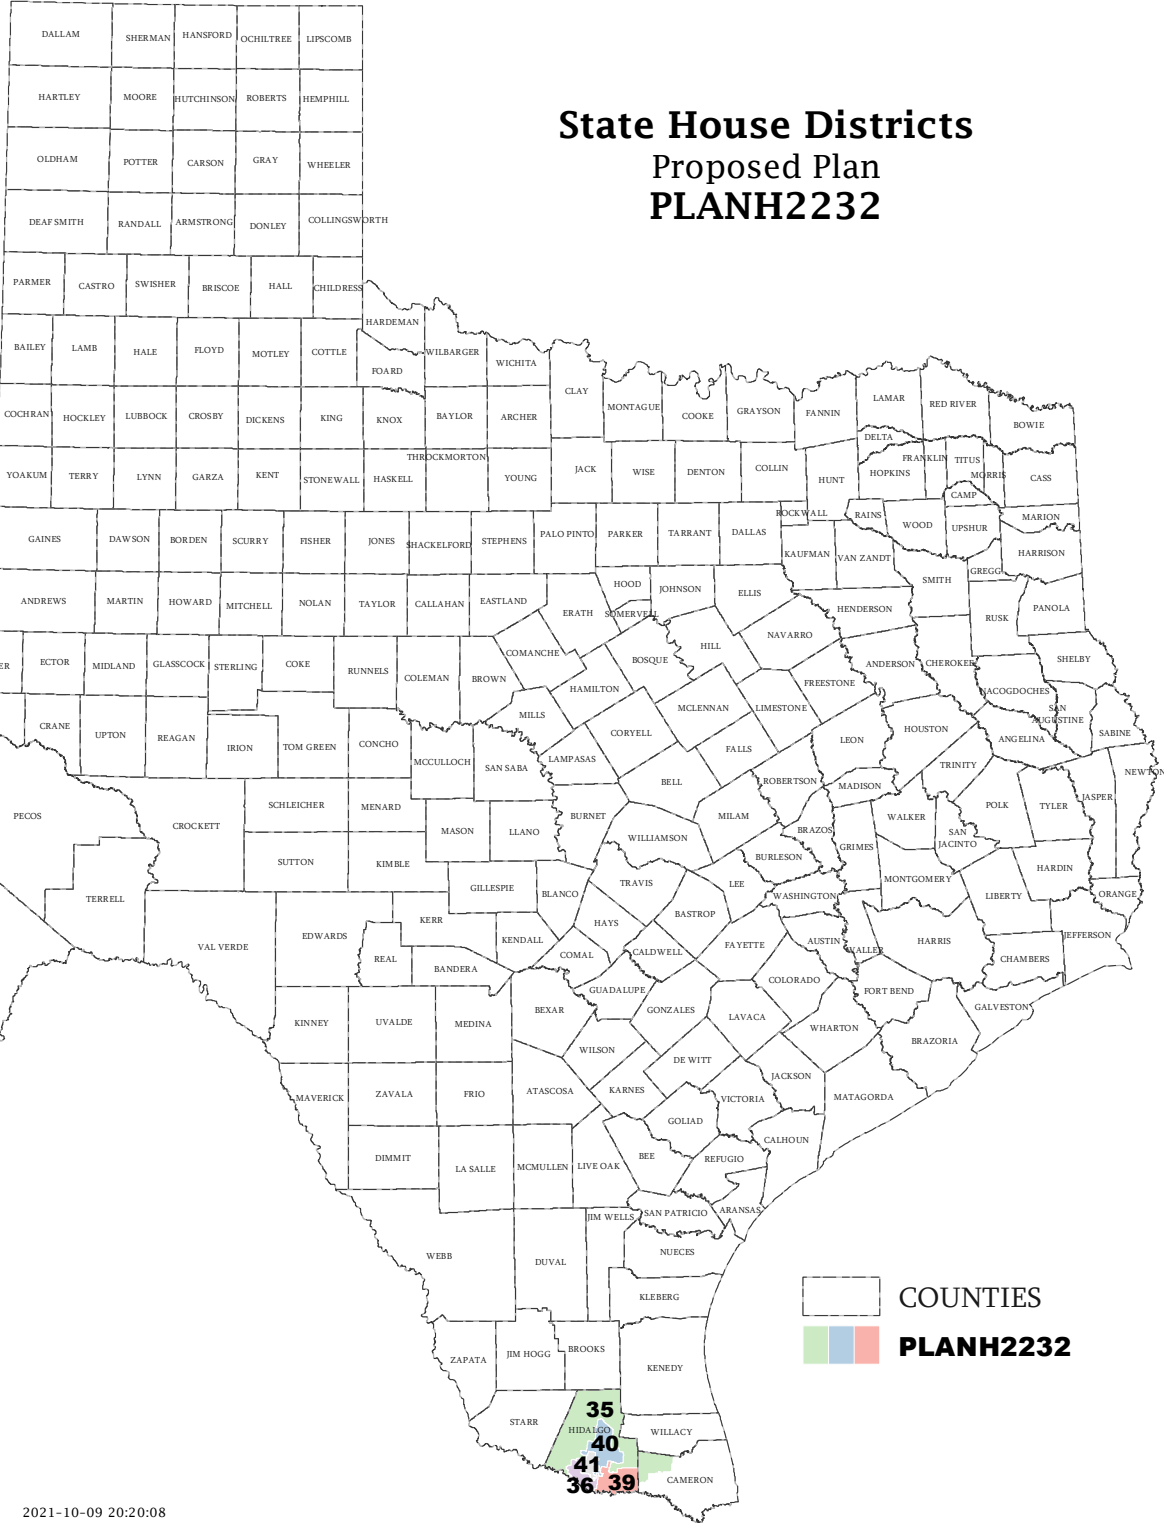 State House Districts
Proposed Plan
PLANH2232
DALLAM SHERMAN HANSFORD OCHILTREE LIPSCOMB
HARTLEY MOORE HUTCHINSON ROBERTS HEMPHILL
OLDHAM POTTER CARSON GRAY WHEELER
DEAF SMITH RANDALL ARMSTRONG DONLEY COLLINGSWORTH
PARMER CASTRO SWISHER BRISCOE HALL CHILDRESS
HARDEMAN
BAILEY LAMB HALE FLOYD MOTLEY COTTLE WILBARGER WICHITA
FOARD CLAY
COCHRAN HOCKLEY LUBBOCK CROSBY DICKENS KING KNOX BAYLOR ARCHER MONTAGUE COOKE GRAYSON FANNIN LAMAR RED RIVER BOWIE
DELTA
YOAKUM TERRY LYNN GARZA KENT STONEWALL HASKELL THROCKMORTON YOUNG JACK WISE DENTON COLLIN HUNT HOPKINS FRANKLIN TITUS MORRIS CASS
CAMP
ROCKWALL RAINS WOOD UPSHUR MARION
GAINES DAWSON BORDEN SCURRY FISHER JONES SHACKELFORD STEPHENS PALO PINTO PARKER TARRANT DALLAS KAUFMAN VAN ZANDT HARRISON
GREGG
SMITH
ANDREWS MARTIN HOWARD MITCHELL NOLAN TAYLOR CALLAHAN EASTLAND ERATH HOOD JOHNSON ELLIS HENDERSON RUSK PANOLA
SOMERVELL
NAVARRO
ER ECTOR MIDLAND GLASSCOCK STERLING COKE RUNNELS COLEMAN BROWN COMANCHE BOSQUE HILL ANDERSON CHEROKEE SHELBY
HAMILTON FREESTONE NACOGDOCHES
MILLS MCLENNAN LIMESTONE SAN
AUGUSTINE
CRANE UPTON REAGAN IRION TOM GREEN CONCHO CORYELL LEON HOUSTON ANGELINA SABINE
MCCULLOCH SAN SABA LAMPASAS FALLS TRINITY NEWTON
BELL ROBERTSON MADISON
PECOS CROCKETT SCHLEICHER MENARD MASON LLANO BURNET MILAM WALKER POLK TYLER JASPER
WILLIAMSON BRAZOS GRIMES SAN
JACINTO
SUTTON KIMBLE BURLESON
TERRELL GILLESPIE BLANCO TRAVIS LEE WASHINGTON MONTGOMERY LIBERTY HARDIN ORANGE
VAL VERDE EDWARDS KERR HAYS BASTROP
REAL KENDALL COMAL CALDWELL FAYETTE AUSTIN WALLER HARRIS CHAMBERS JEFFERSON
BANDERA
GUADALUPE COLORADO FORT BEND
KINNEY UVALDE MEDINA BEXAR GONZALES LAVACA WHARTON GALVESTON
BRAZORIA
WILSON DE WITT
MAVERICK ZAVALA FRIO ATASCOSA KARNES VICTORIA JACKSON MATAGORDA
GOLIAD CALHOUN
DIMMIT LA SALLE MCMULLEN LIVE OAK BEE REFUGIO
JIM WELLS SAN PATRICIO ARANSAS
WEBB DUVAL NUECES
KLEBERG
ZAPATA JIM HOGG BROOKS KENEDY
STARR HIDALGO WILLACY
CAMERON
35
40
41
36 39
COUNTIES
PLANH2232
2021-10-09 20:20:08